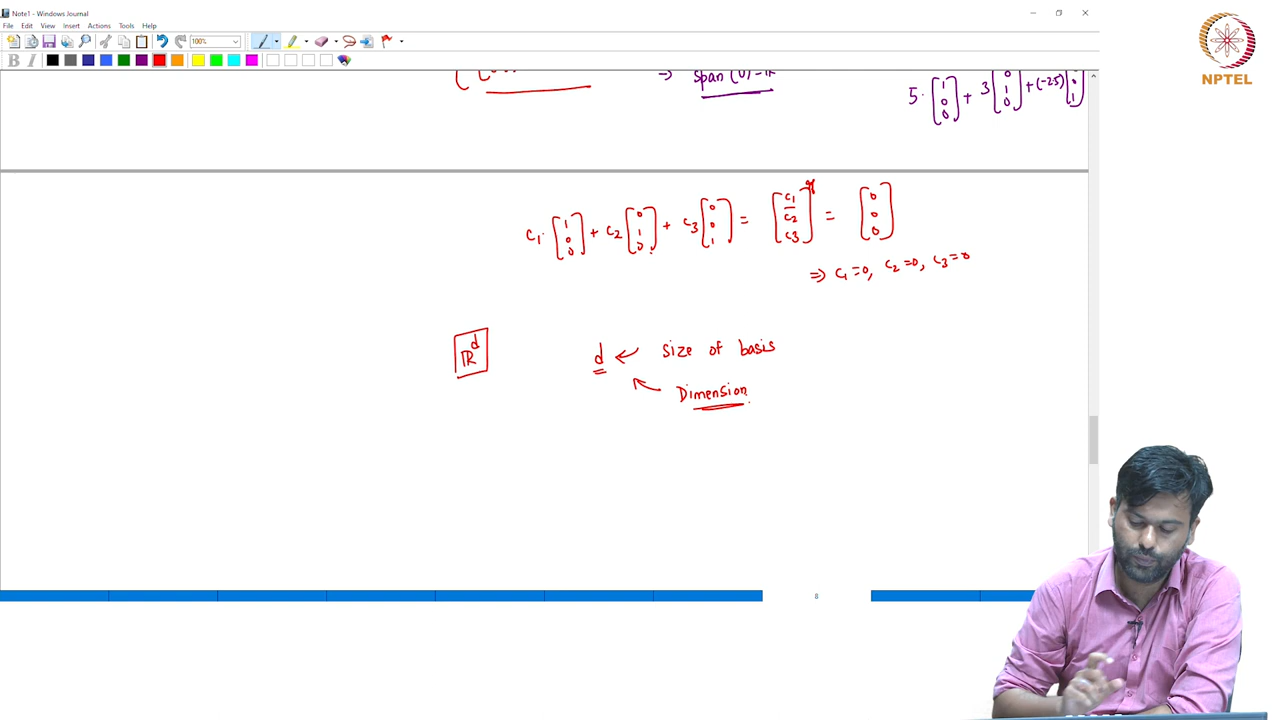 Note1 - Windows Journal
File Edit View Insert Actions Tools Help
100%
B I
NPTEL
⇒ span (U) = R
5·[1 0 0] + 3[0 1 0] + (-2.5)[0 1]
c1·[1 0 0] + c2[0 1 0] + c3[0 0 1] = [c1 c2 c3] = [0 0 0]
⇒ c1=0, c2=0, c3=0
R^d d ← size of basis
Dimension
8